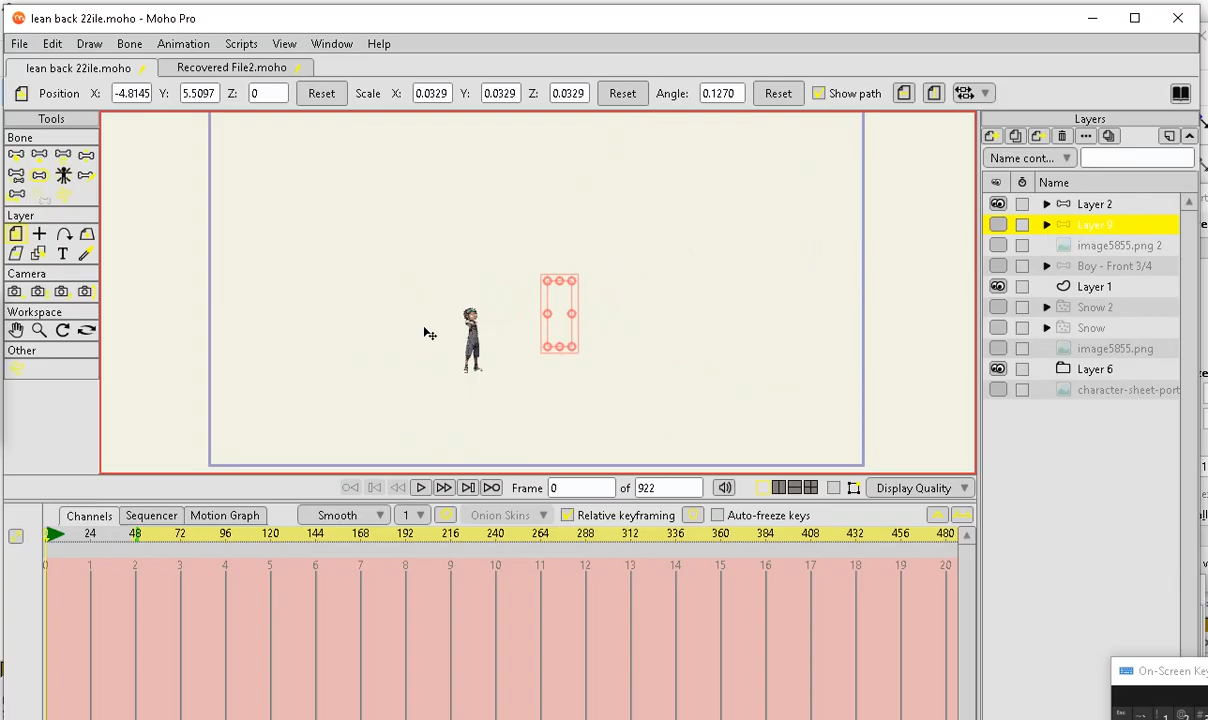 lean back 22ile.moho - Moho Pro
File Edit Draw Bone Animation Scripts View Window Help
lean back 22ile.moho Recovered File2.moho
Position X: -4.8145 Y: 5.5097 Z: 0 Reset Scale X: 0.0329 Y: 0.0329 Z: 0.0329 Reset Angle: 0.1270 Reset Show path
Tools
Bone
Layer
Camera
Workspace
Other
Layers
Name cont...
Name
Layer 2
Layer 9
image5855.png 2
Boy - Front 3/4
Layer 1
Snow 2
Snow
image5855.png
Layer 6
character-sheet-port
Frame 0 of 922 Display Quality
Channels Sequencer Motion Graph Smooth 1 Onion Skins Relative keyframing Auto-freeze keys
24 48 72 96 120 144 168 192 216 240 264 288 312 336 360 384 408 432 456 480
0 1 2 3 4 5 6 7 8 9 10 11 12 13 14 15 16 17 18 19 20
On-Screen Key